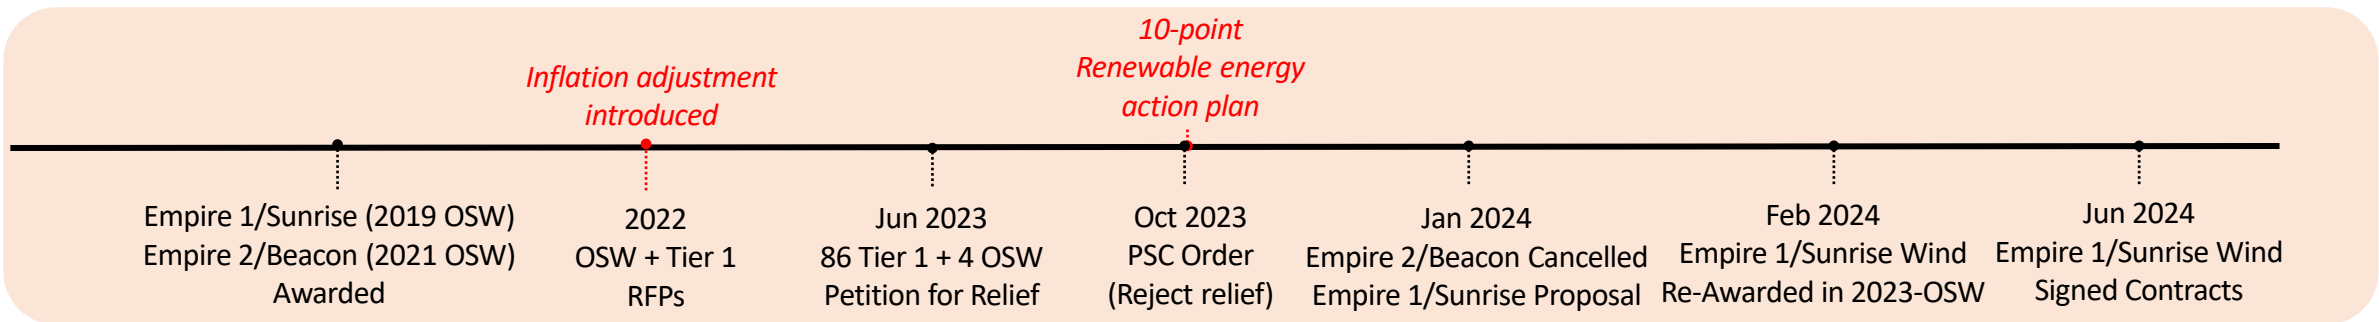 Inflation adjustment
introduced
10-point
Renewable energy
action plan
Empire 1/Sunrise (2019 OSW)
Empire 2/Beacon (2021 OSW)
Awarded
2022
OSW + Tier 1
RFPs
Jun 2023
86 Tier 1 + 4 OSW
Petition for Relief
Oct 2023
PSC Order
(Reject relief)
Jan 2024
Empire 2/Beacon Cancelled
Empire 1/Sunrise Proposal
Feb 2024
Empire 1/Sunrise Wind
Re-Awarded in 2023-OSW
Jun 2024
Empire 1/Sunrise Wind
Signed Contracts